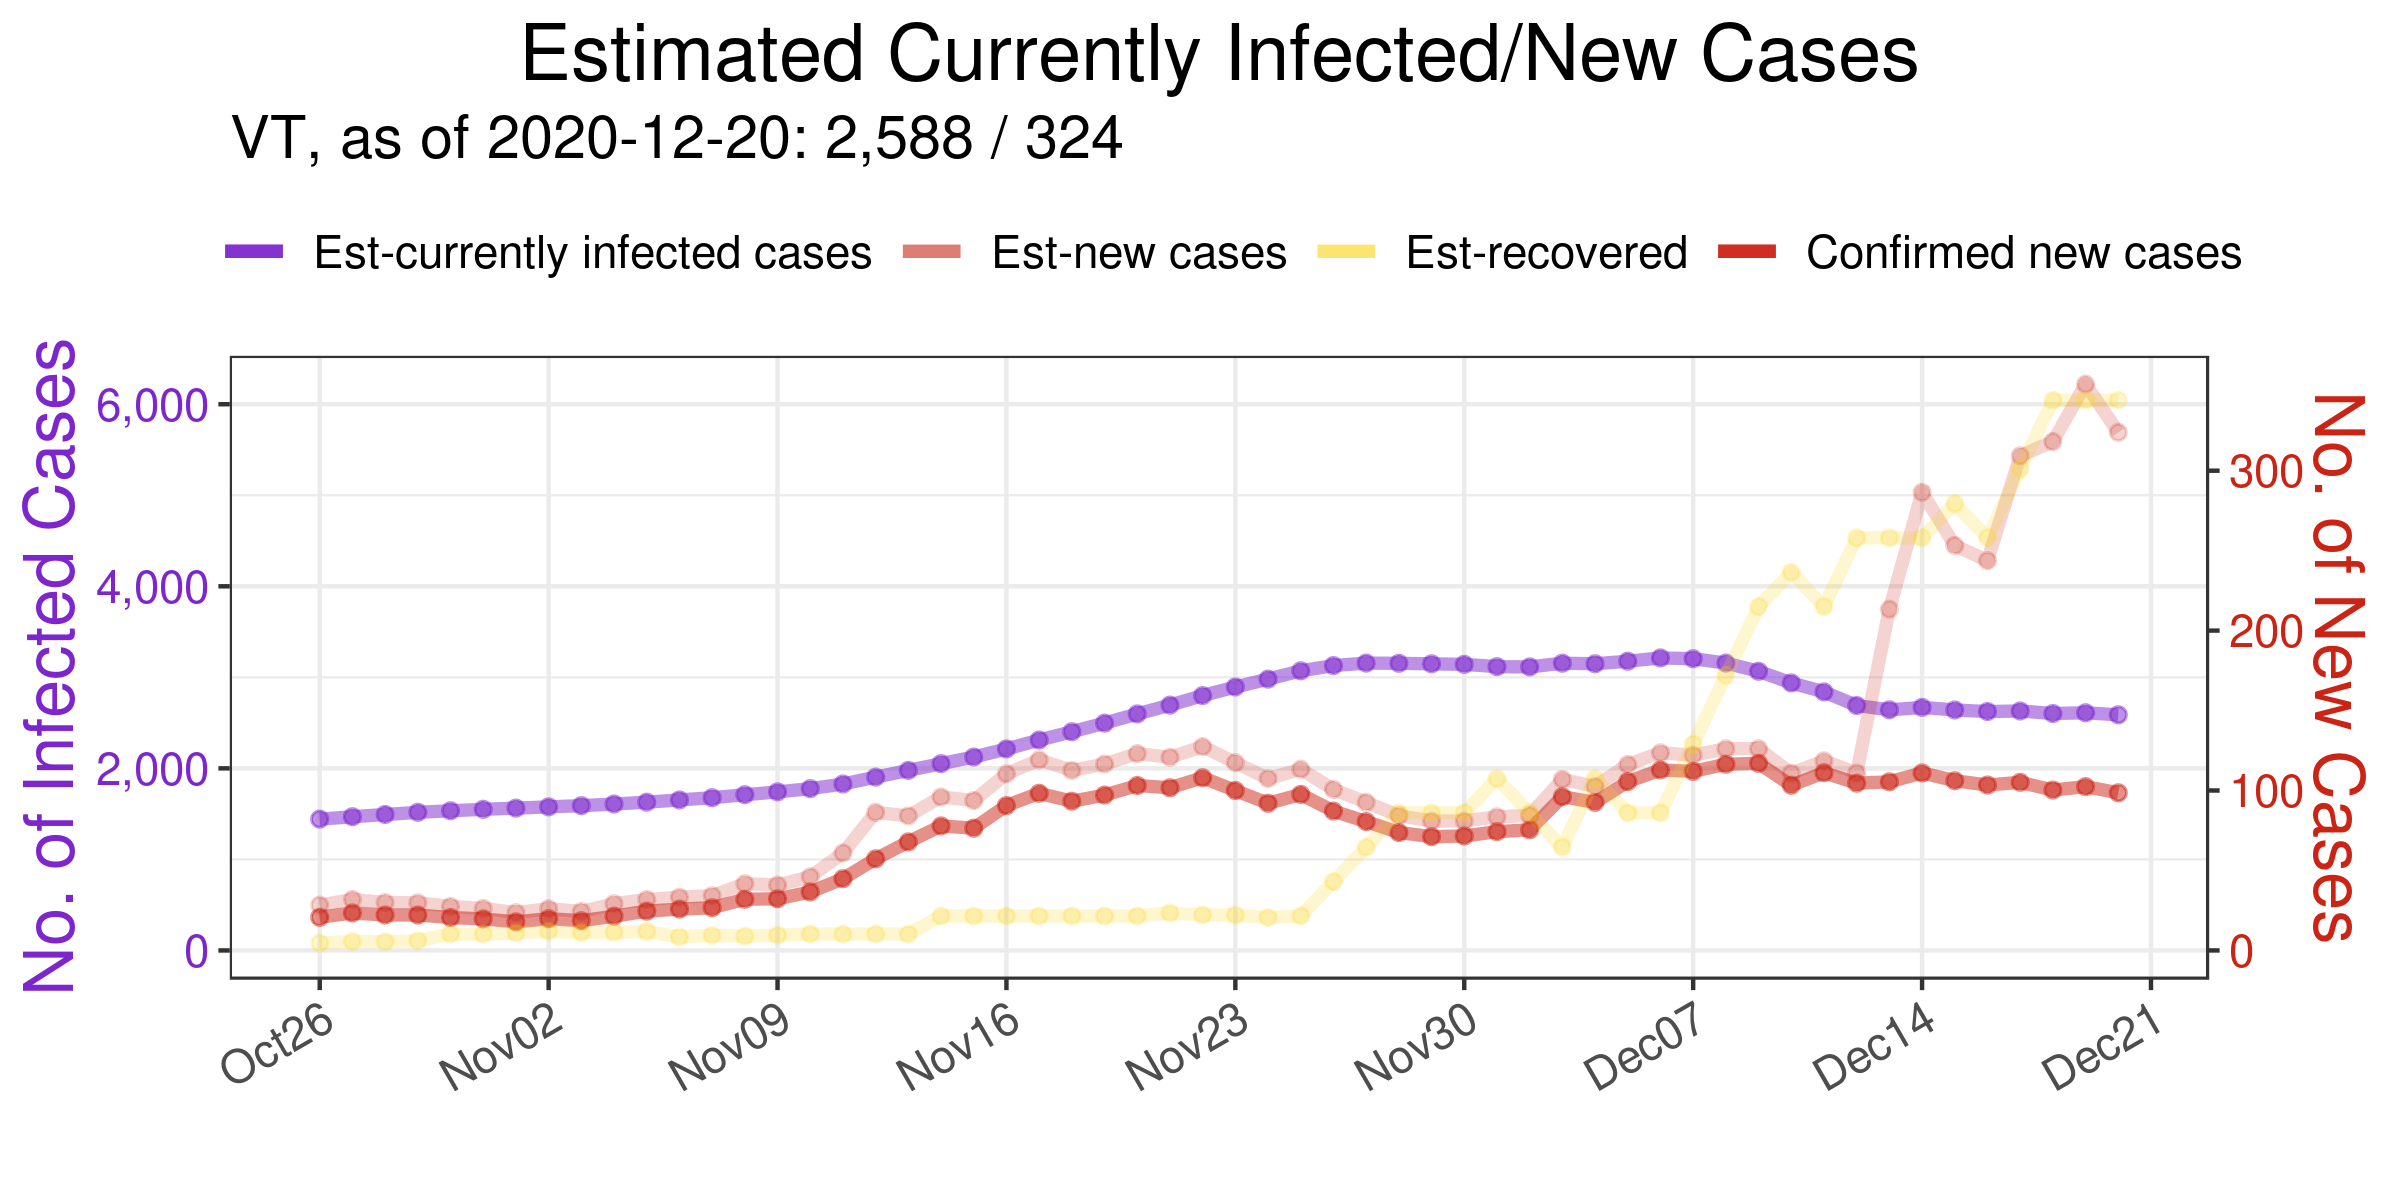 Estimated Currently Infected/New Cases
VT, as of 2020-12-20: 2,588 / 324
Est-currently infected cases Est-new cases Est-recovered Confirmed new cases
No. of Infected Cases
6,000
4,000
2,000
0
300
200
100
0
No. of New Cases
Oct26 Nov02 Nov09 Nov16 Nov23 Nov30 Dec07 Dec14 Dec21